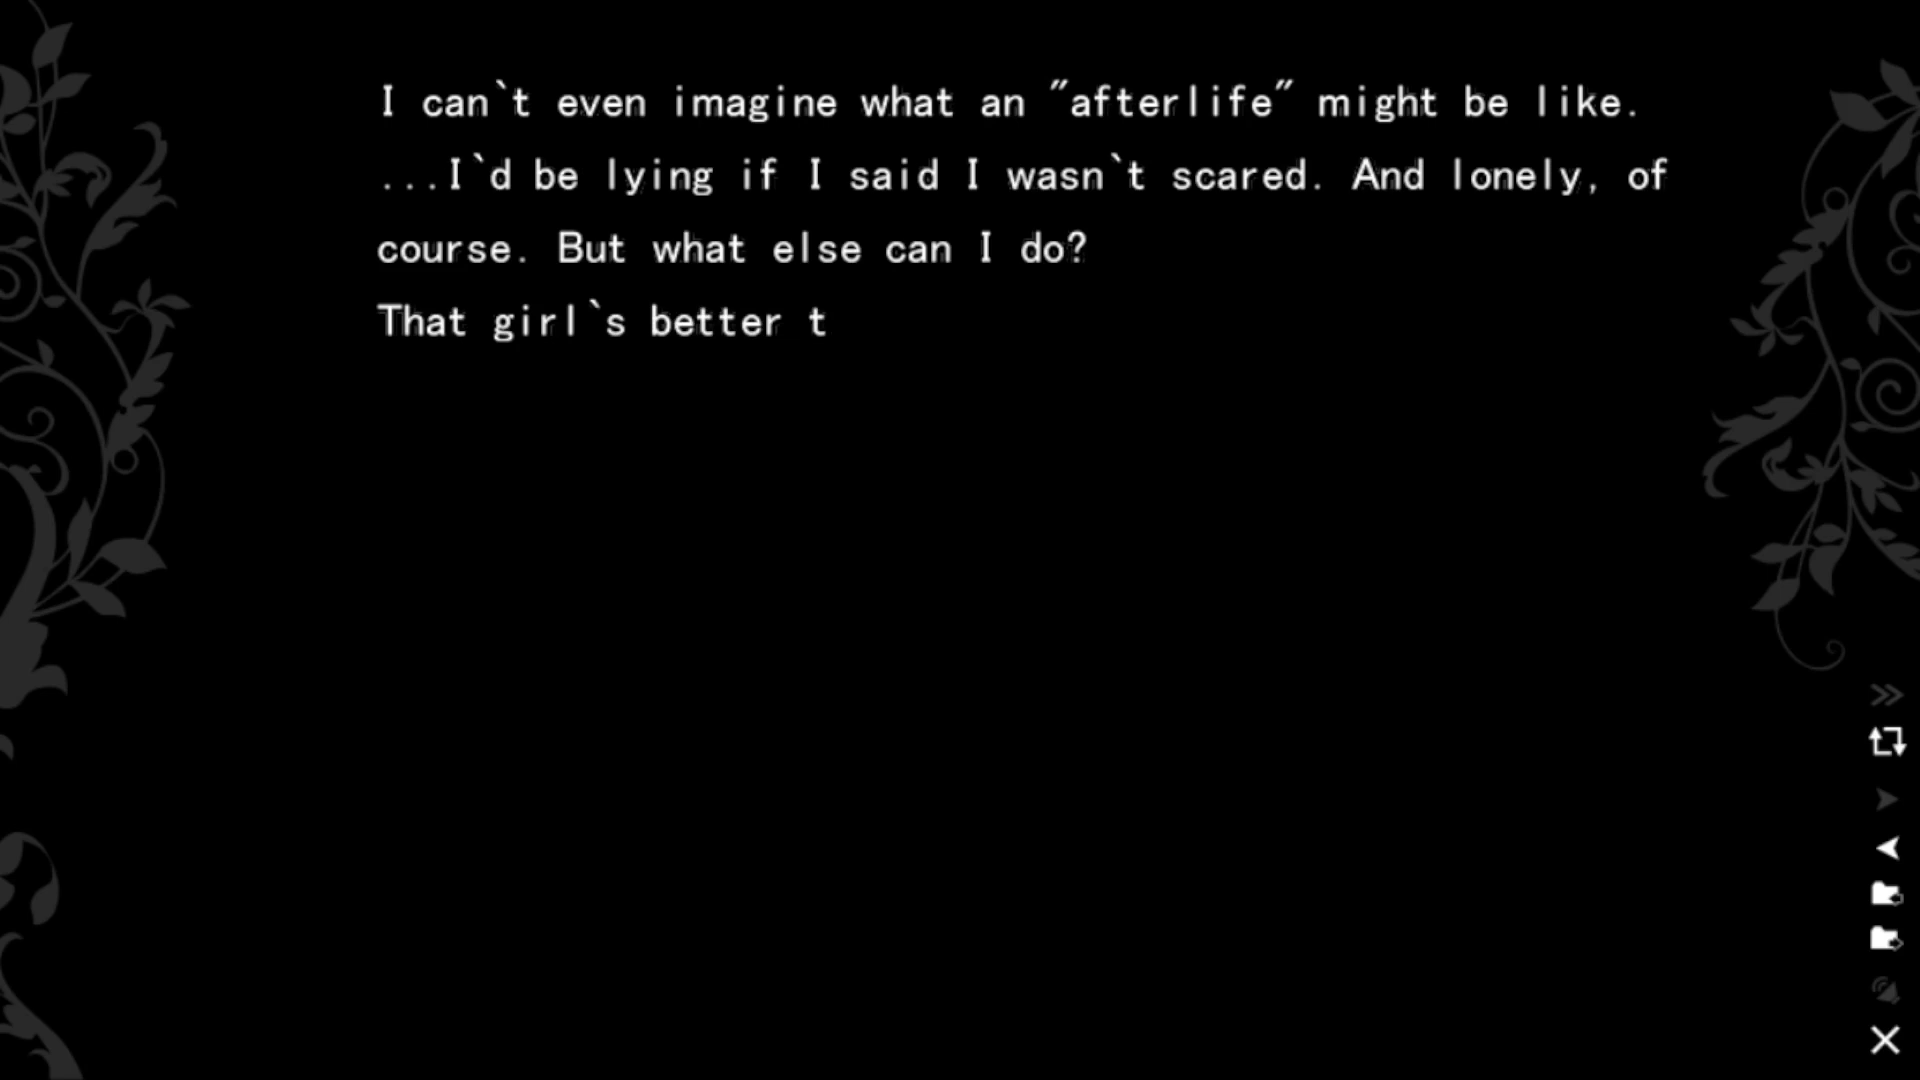 I can`t even imagine what an "afterlife" might be like.
...I`d be lying if I said I wasn`t scared. And lonely, of
course. But what else can I do?
That girl`s better t